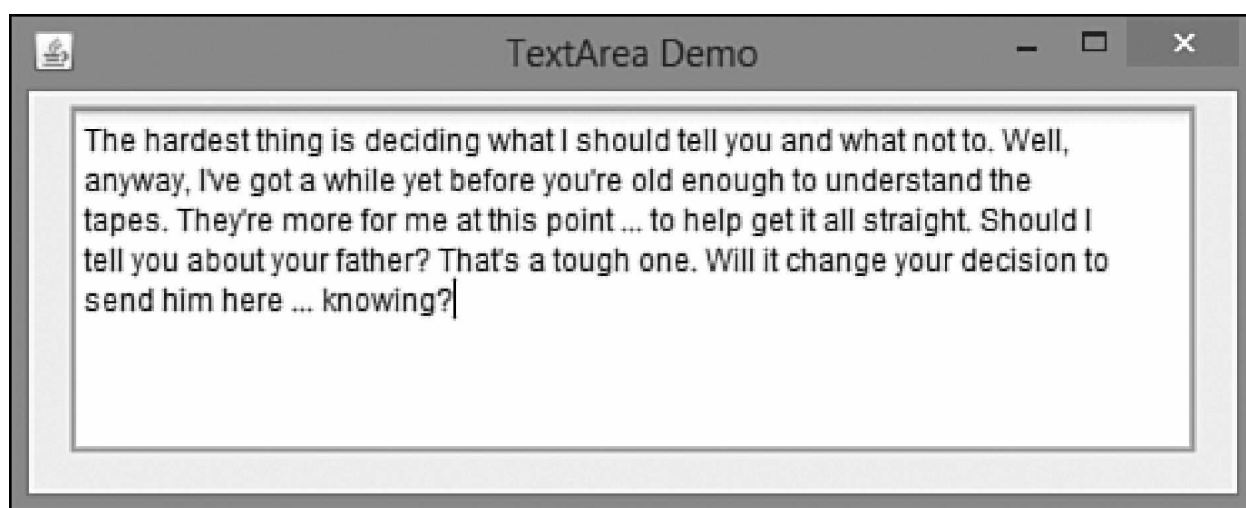 TextArea Demo
The hardest thing is deciding what I should tell you and what not to. Well,
anyway, I've got a while yet before you're old enough to understand the
tapes. They're more for me at this point ... to help get it all straight. Should I
tell you about your father? That's a tough one. Will it change your decision to
send him here ... knowing?